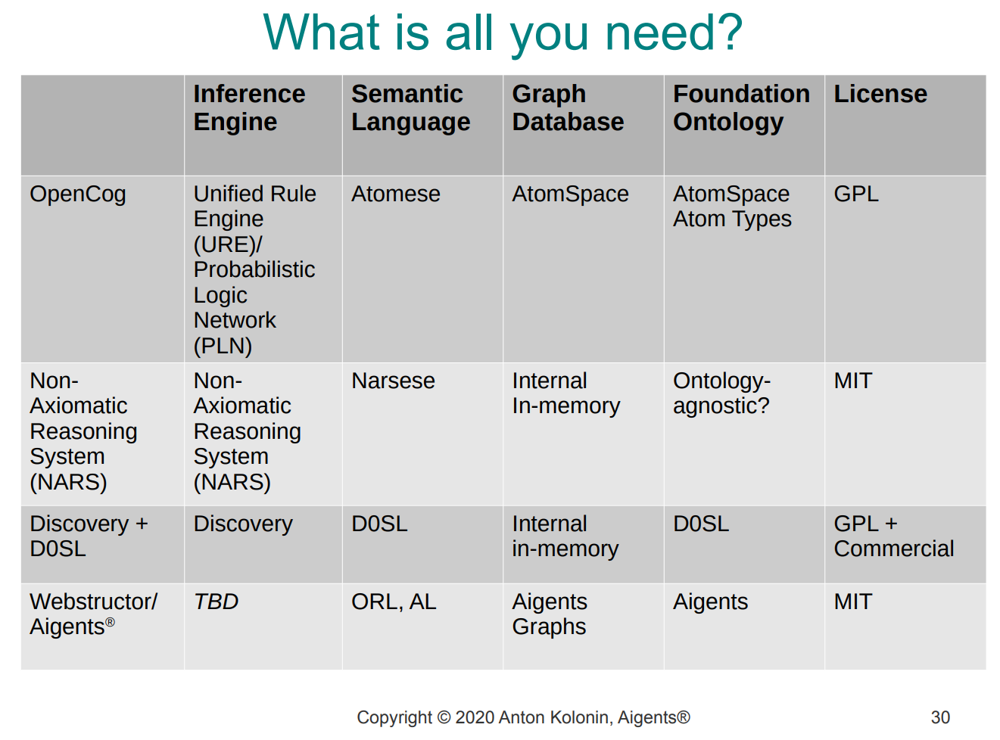 What is all you need?
Inference Engine
Semantic Language
Graph Database
Foundation Ontology
License
OpenCog
Unified Rule
Engine
(URE)/
Probabilistic
Logic
Network
(PLN)
Atomese
AtomSpace
AtomSpace
Atom Types
GPL
Non-
Axiomatic
Reasoning
System
(NARS)
Non-
Axiomatic
Reasoning
System
(NARS)
Narsese
Internal
In-memory
Ontology-
agnostic?
MIT
Discovery +
D0SL
Discovery
D0SL
Internal
in-memory
D0SL
GPL +
Commercial
Webstructor/
Aigents®
TBD
ORL, AL
Aigents
Graphs
Aigents
MIT
Copyright © 2020 Anton Kolonin, Aigents®
30